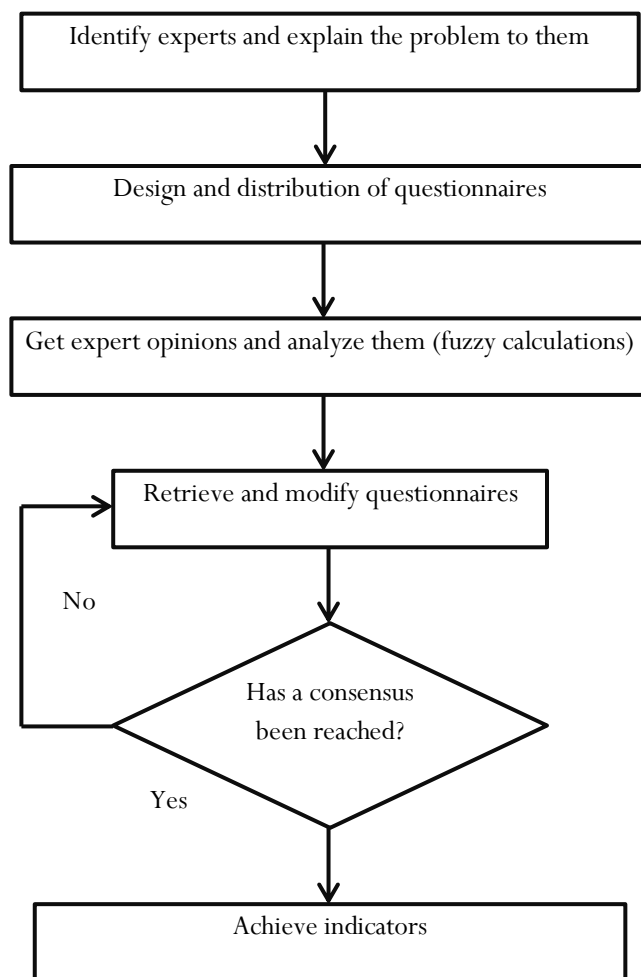 Identify experts and explain the problem to them
Design and distribution of questionnaires
Get expert opinions and analyze them (fuzzy calculations)
Retrieve and modify questionnaires
No
Has a consensus
been reached?
Yes
Achieve indicators